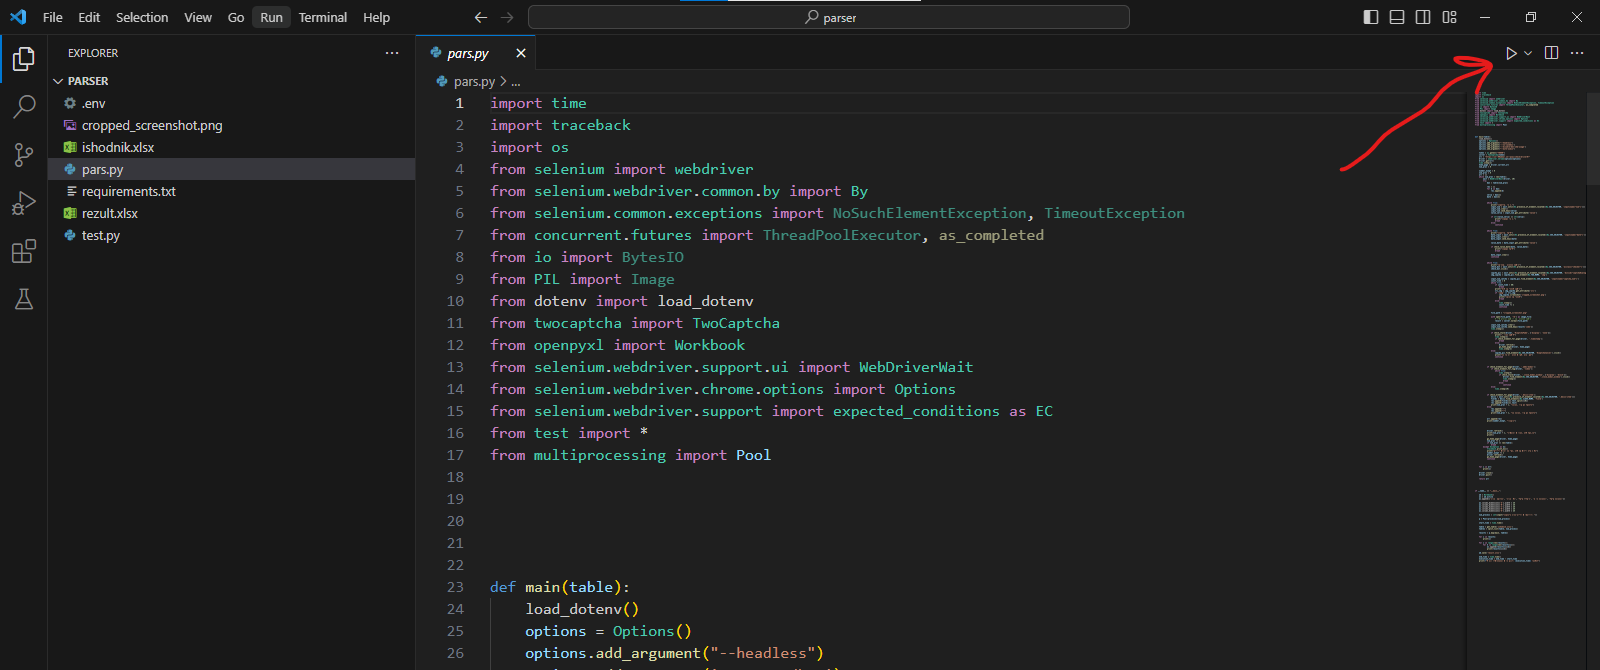 File Edit Selection View Go Run Terminal Help
parser
EXPLORER
PARSER
.env
cropped_screenshot.png
ishodnik.xlsx
pars.py
requirements.txt
rezult.xlsx
test.py
pars.py
pars.py > ...
1 import time
2 import traceback
3 import os
4 from selenium import webdriver
5 from selenium.webdriver.common.by import By
6 from selenium.common.exceptions import NoSuchElementException, TimeoutException
7 from concurrent.futures import ThreadPoolExecutor, as_completed
8 from io import BytesIO
9 from PIL import Image
10 from dotenv import load_dotenv
11 from twocaptcha import TwoCaptcha
12 from openpyxl import Workbook
13 from selenium.webdriver.support.ui import WebDriverWait
14 from selenium.webdriver.chrome.options import Options
15 from selenium.webdriver.support import expected_conditions as EC
16 from test import *
17 from multiprocessing import Pool
18
19
20
21
22
23 def main(table):
24 load_dotenv()
25 options = Options()
26 options.add_argument("--headless")